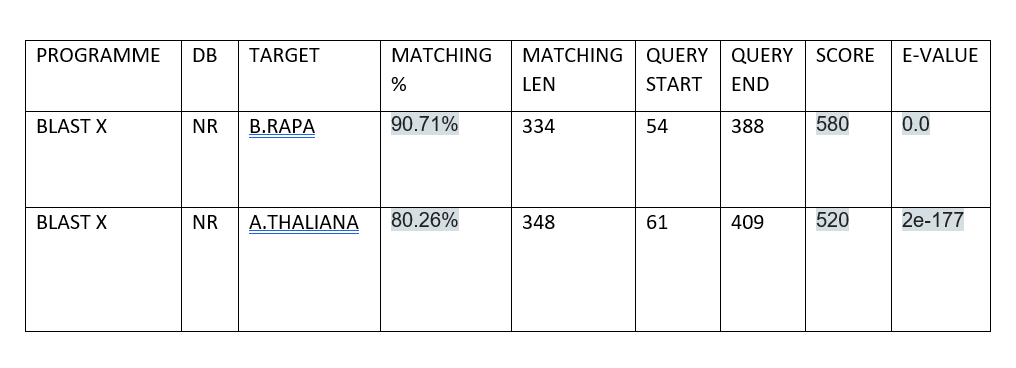 PROGRAMME DB TARGET MATCHING % MATCHING LEN QUERY START QUERY END SCORE E-VALUE
BLAST X NR B.RAPA 90.71% 334 54 388 580 0.0
BLAST X NR A.THALIANA 80.26% 348 61 409 520 2e-177